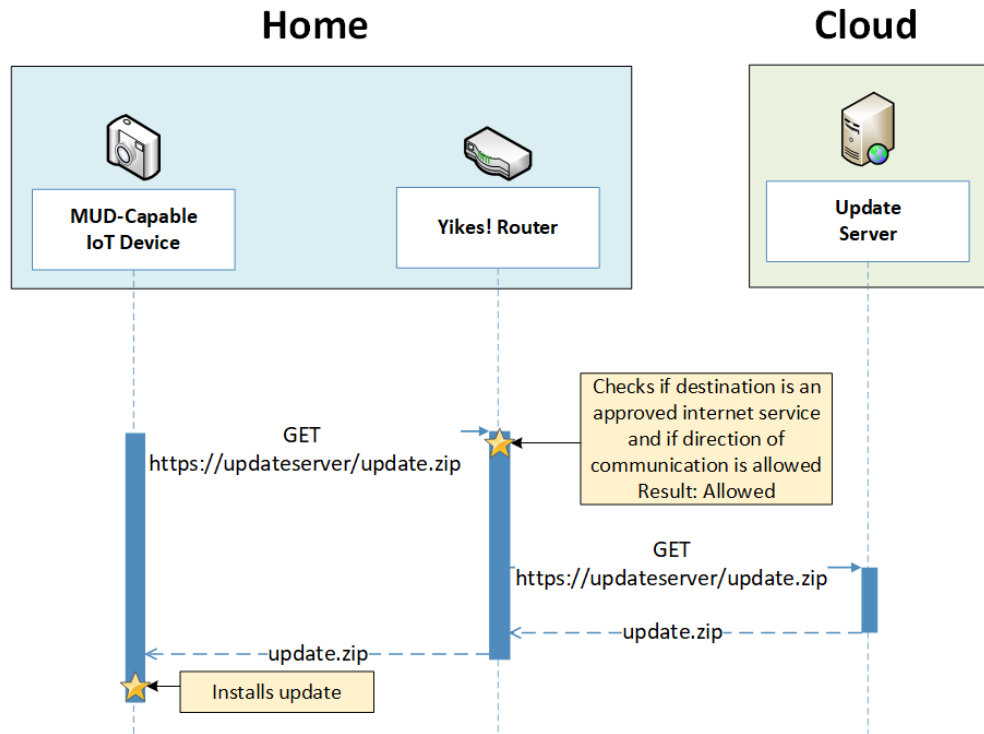 Home
Cloud
MUD-Capable
IoT Device
Yikes! Router
Update
Server
Checks if destination is an
approved internet service
and if direction of
communication is allowed
Result: Allowed
GET
https://updateserver/update.zip
GET
https://updateserver/update.zip
update.zip
update.zip
Installs update